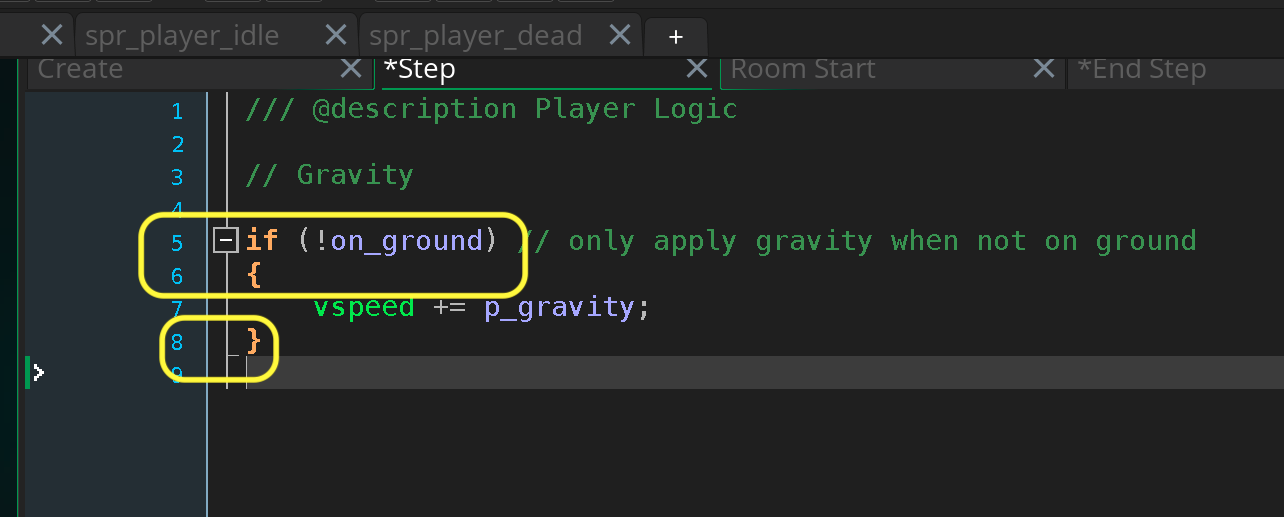 spr_player_idle spr_player_dead +
Create *Step Room Start *End Step
1 /// @description Player Logic
2
3 // Gravity
4
5 if (!on_ground) // only apply gravity when not on ground
6 {
7 vspeed += p_gravity;
8 }
9